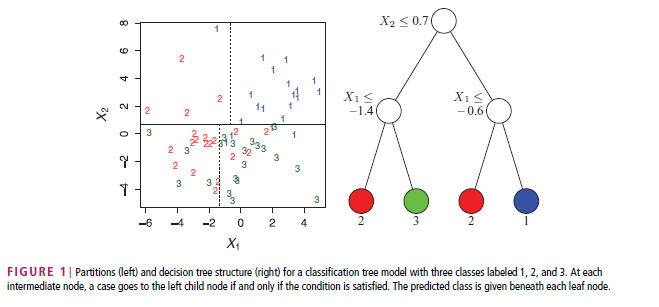 8
6
4
2
0
−2
−4
X2
−6 −4 −2 0 2 4
X1
X2 ≤ 0.7
X1 ≤
−1.4
X1 ≤
−0.6
2 3 2 1
FIGURE 1 | Partitions (left) and decision tree structure (right) for a classification tree model with three classes labeled 1, 2, and 3. At each
intermediate node, a case goes to the left child node if and only if the condition is satisfied. The predicted class is given beneath each leaf node.